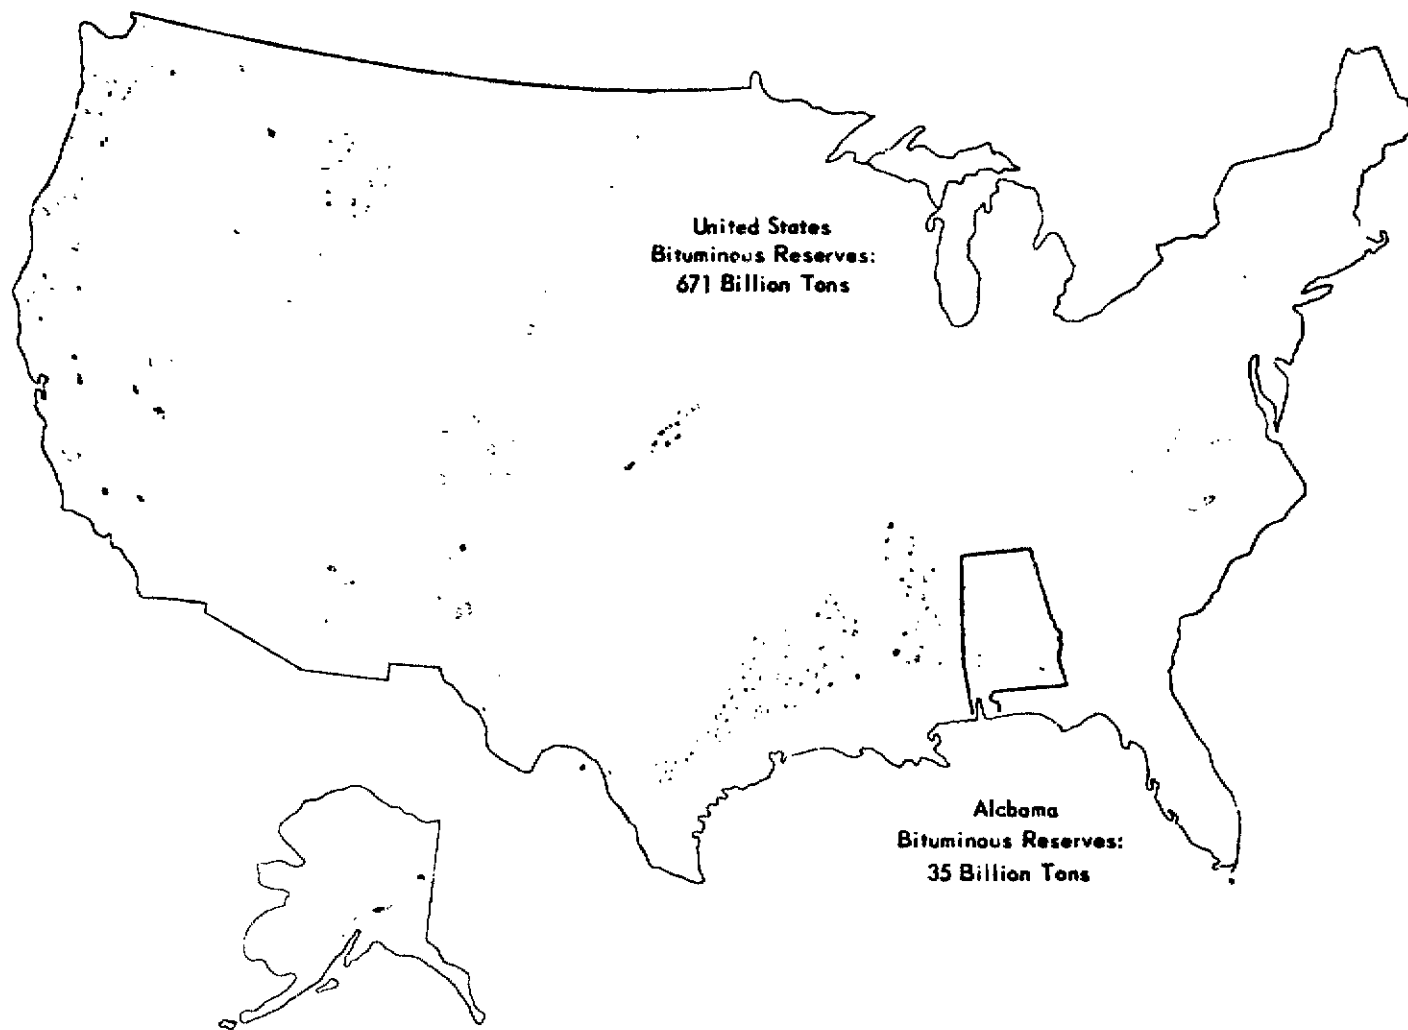 United States
Bituminous Reserves:
671 Billion Tons
Alabama
Bituminous Reserves:
35 Billion Tons